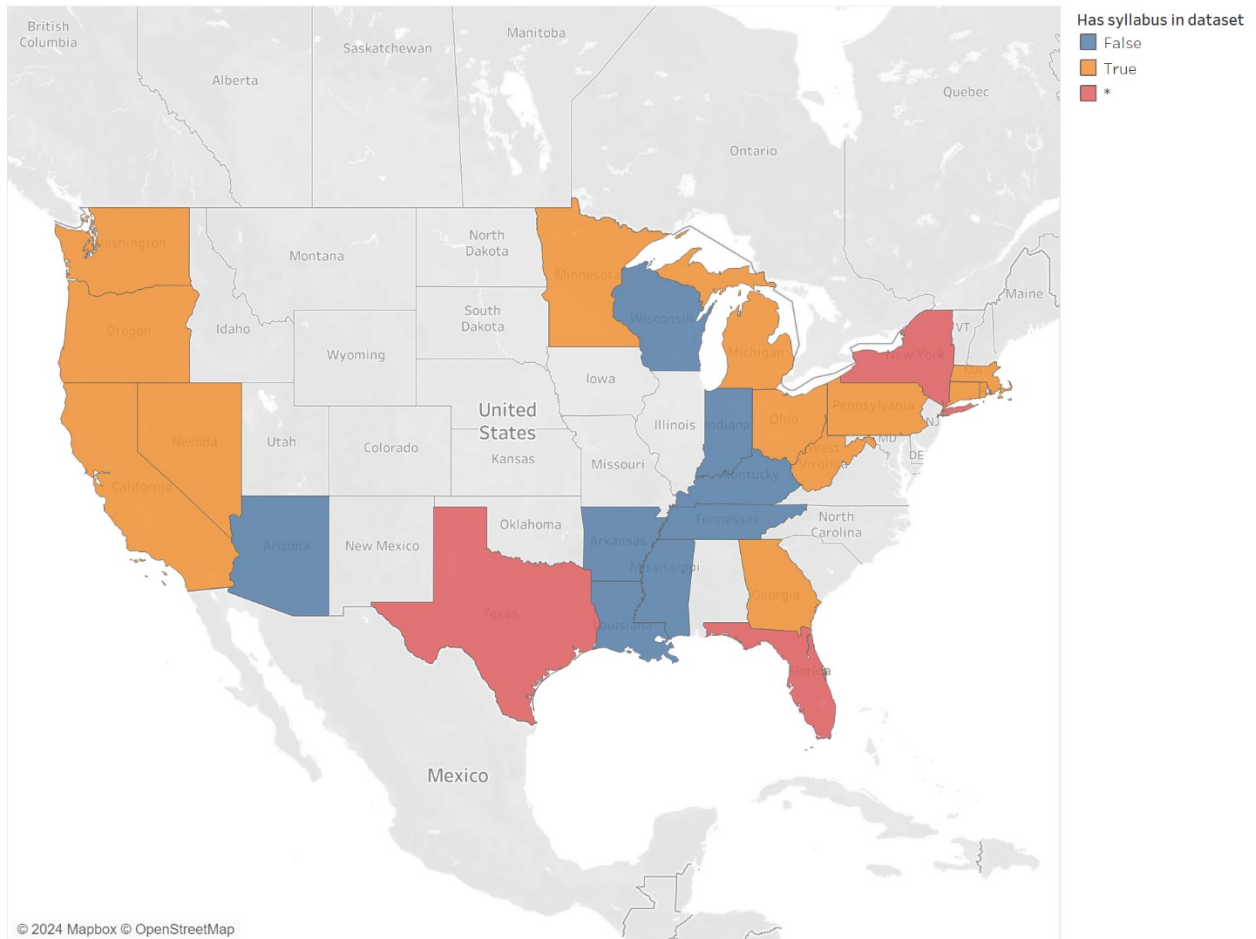 Has syllabus in dataset
False
True
*
British
Columbia
Alberta
Saskatchewan
Manitoba
Ontario
Quebec
Washington
Montana
North
Dakota
Minnesota
Maine
Oregon
Idaho
South
Dakota
Wisconsin
VT
New York
Wyoming
Michigan
MA
Iowa
Nevada
Utah
Colorado
United
States
Kansas
Illinois
Indiana
Ohio
Pennsylvania
NJ
MD
DE
West
Virginia
California
Missouri
Kentucky
Arizona
New Mexico
Oklahoma
Arkansas
Tennessee
North
Carolina
Mississippi
Georgia
Texas
Louisiana
Florida
Mexico
© 2024 Mapbox © OpenStreetMap